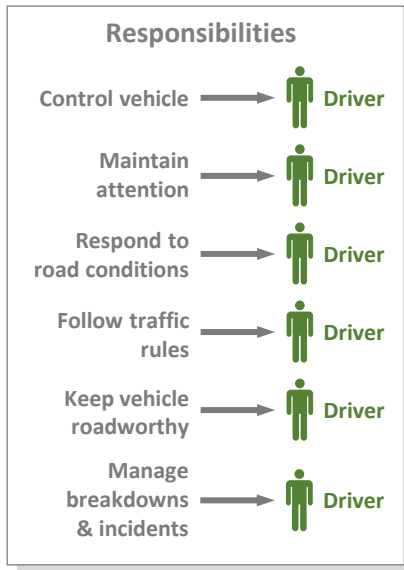 Responsibilities
Control vehicle
Driver
Maintain
attention
Driver
Respond to
road conditions
Driver
Follow traffic
rules
Driver
Keep vehicle
roadworthy
Driver
Manage
breakdowns
& incidents
Driver